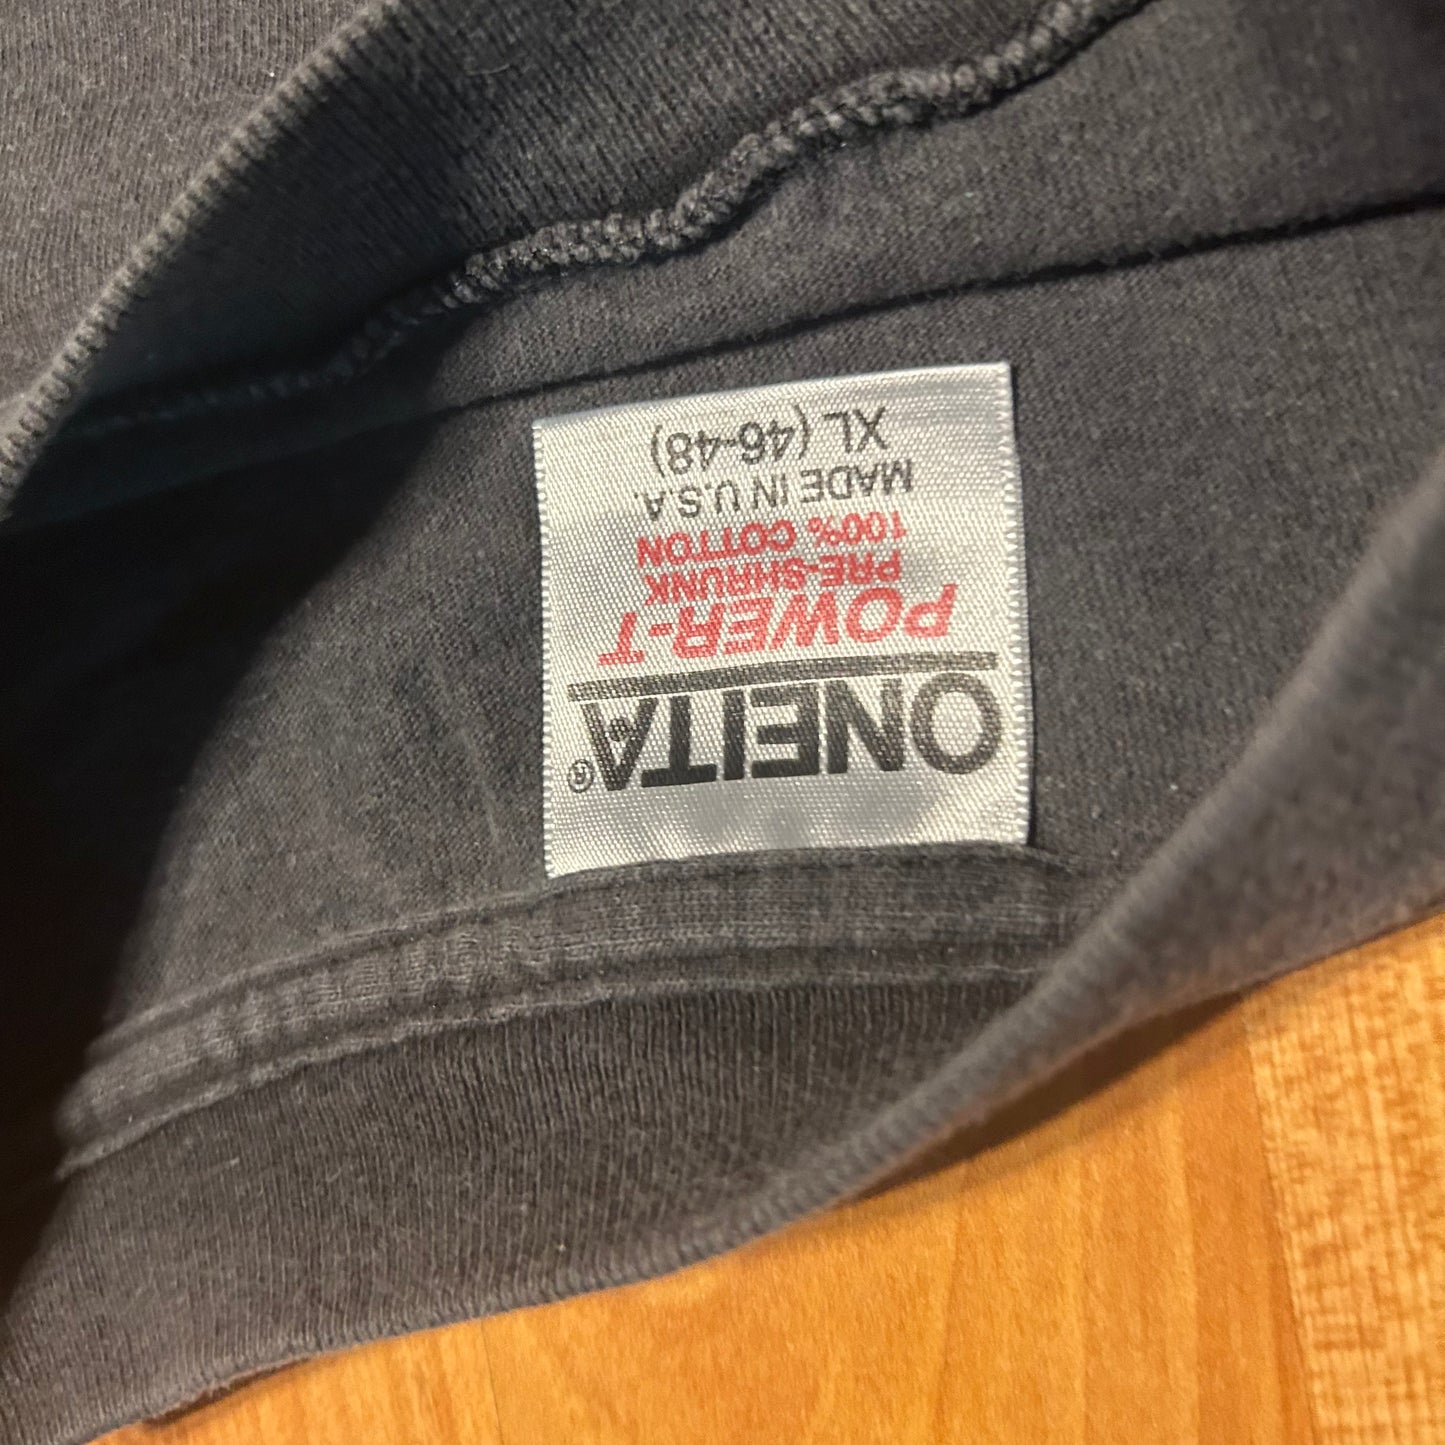 ONEITA®
POWER-T
PRE-SHRUNK
100% COTTON
MADE IN U.S.A.
XL (46-48)